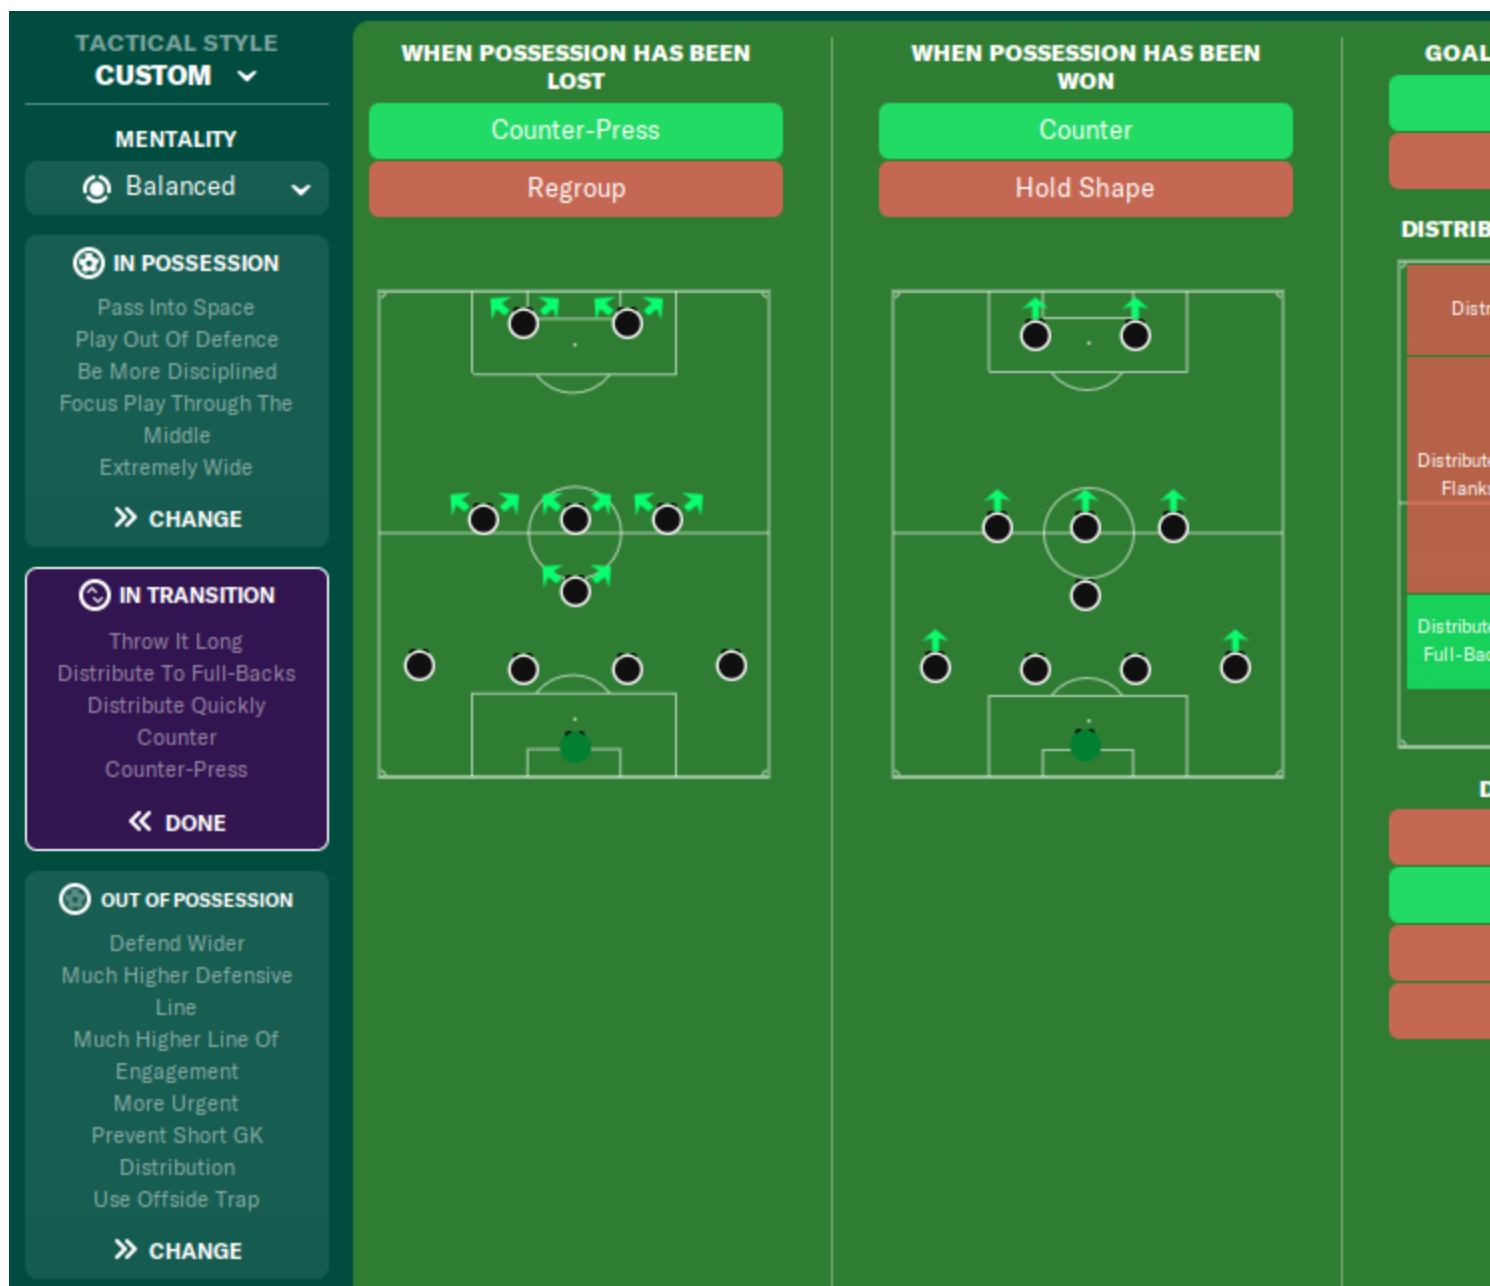 TACTICAL STYLE
CUSTOM
MENTALITY
Balanced
IN POSSESSION
Pass Into Space
Play Out Of Defence
Be More Disciplined
Focus Play Through The
Middle
Extremely Wide
CHANGE
IN TRANSITION
Throw It Long
Distribute To Full-Backs
Distribute Quickly
Counter
Counter-Press
DONE
OUT OF POSSESSION
Defend Wider
Much Higher Defensive
Line
Much Higher Line Of
Engagement
More Urgent
Prevent Short GK
Distribution
Use Offside Trap
CHANGE
WHEN POSSESSION HAS BEEN
LOST
Counter-Press
Regroup
WHEN POSSESSION HAS BEEN
WON
Counter
Hold Shape
GOAL